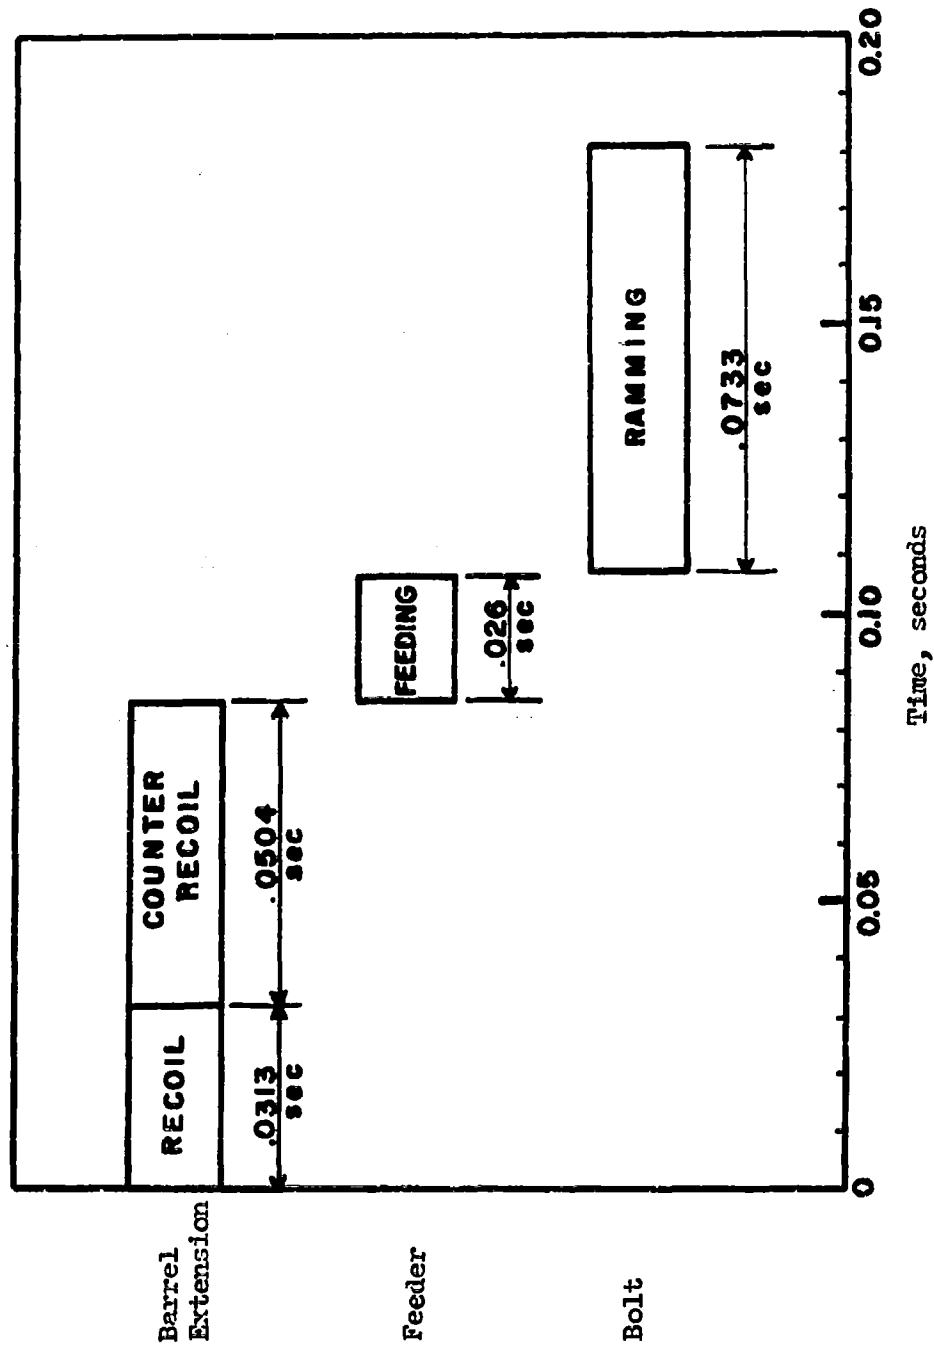 Barrel
Extension
RECOIL
COUNTER
RECOIL
.0313
sec
.0504
sec
Feeder
FEEDING
.026
sec
Bolt
RAMMING
.0733
sec
0
0.05
0.10
0.15
0.20
Time, seconds